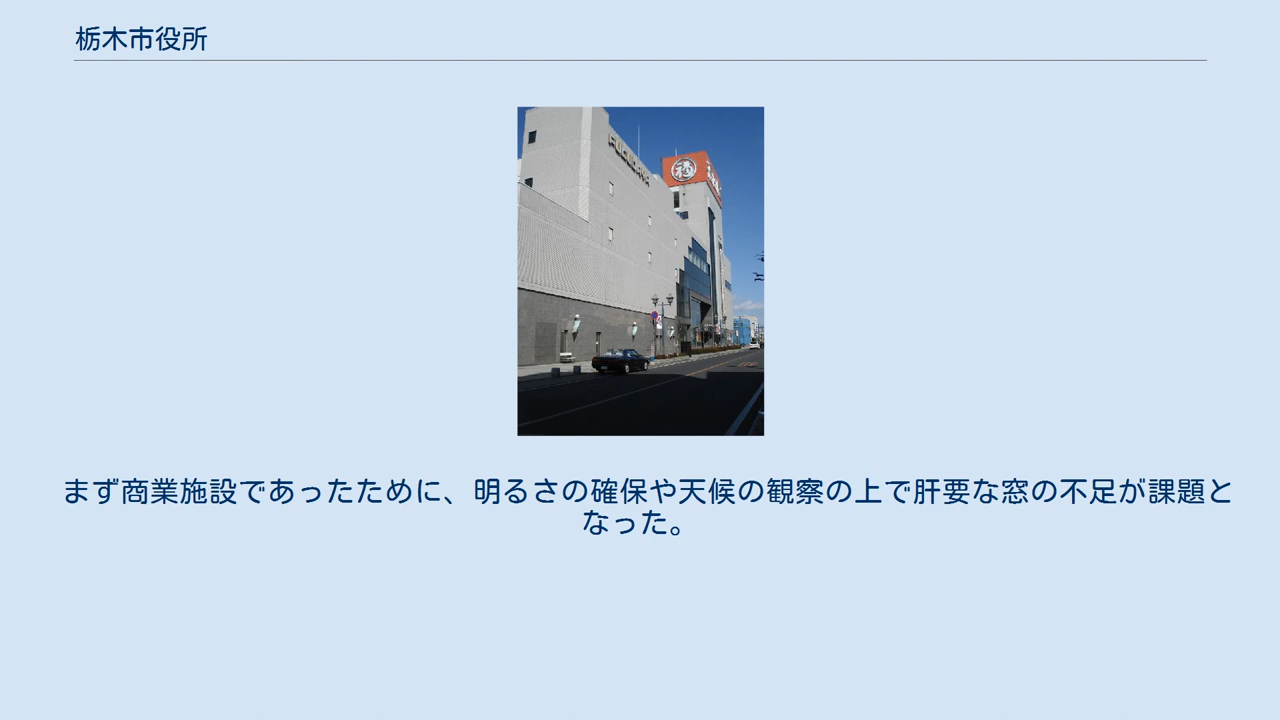 栃木市役所
FUKUDAYA
福
まず商業施設であったために、明るさの確保や天候の観察の上で肝要な窓の不足が課題と
なった。